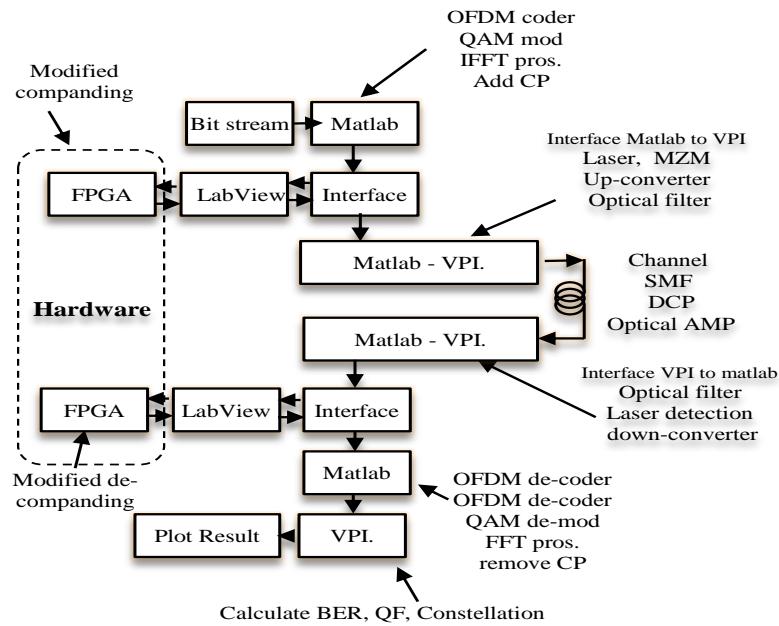 OFDM coder
QAM mod
IFFT pros.
Add CP
Modified
companding
Bit stream
Matlab
Interface Matlab to VPI
Laser, MZM
Up-converter
Optical filter
FPGA
LabView
Interface
Matlab - VPI.
Channel
SMF
DCP
Optical AMP
Hardware
Matlab - VPI.
Interface VPI to matlab
Optical filter
Laser detection
down-converter
FPGA
LabView
Interface
Modified de-
companding
Matlab
OFDM de-coder
OFDM de-coder
QAM de-mod
FFT pros.
remove CP
Plot Result
VPI.
Calculate BER, QF, Constellation